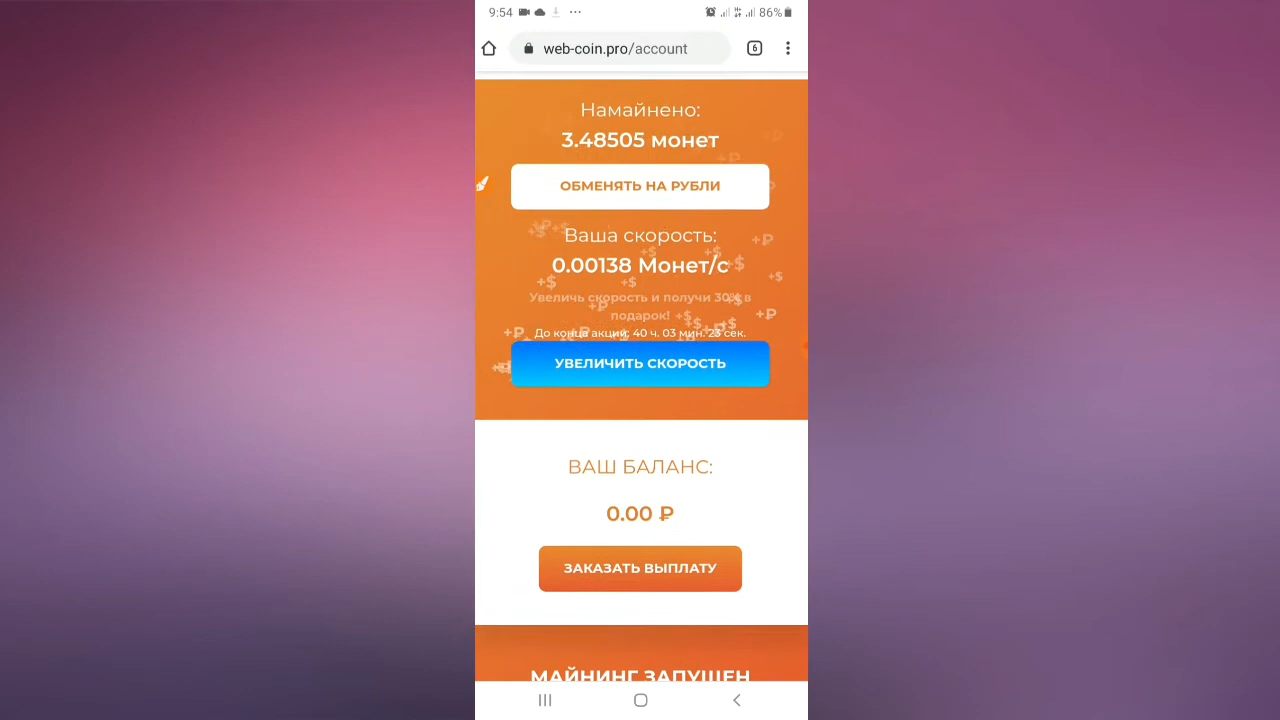 9:54
86%
web-coin.pro/account
6
Намайнено:
3.48505 монет
ОБМЕНЯТЬ НА РУБЛИ
Ваша скорость:
0.00138 Монет/с
Увеличь скорость и получи 30% в
подарок!
До конца акции: 40 ч. 03 мин. 23 сек.
УВЕЛИЧИТЬ СКОРОСТЬ
ВАШ БАЛАНС:
0.00 ₽
ЗАКАЗАТЬ ВЫПЛАТУ
МАЙНИНГ ЗАПУЩЕН